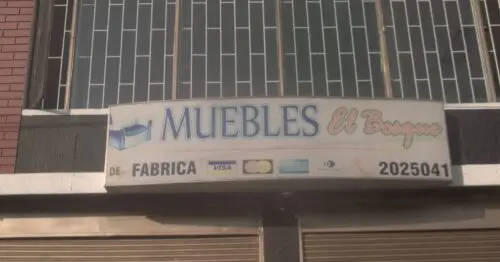 MUEBLES El Bosque
DE FABRICA VISA 2025041